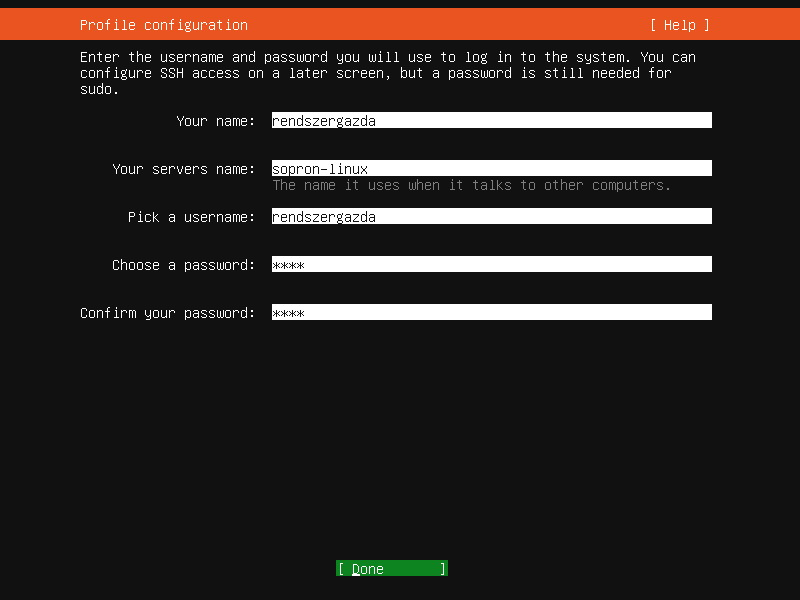 Profile configuration [ Help ]
Enter the username and password you will use to log in to the system. You can
configure SSH access on a later screen, but a password is still needed for
sudo.
Your name: rendszergazda
Your servers name: sopron-linux
The name it uses when it talks to other computers.
Pick a username: rendszergazda
Choose a password: ****
Confirm your password: ****
[ Done ]